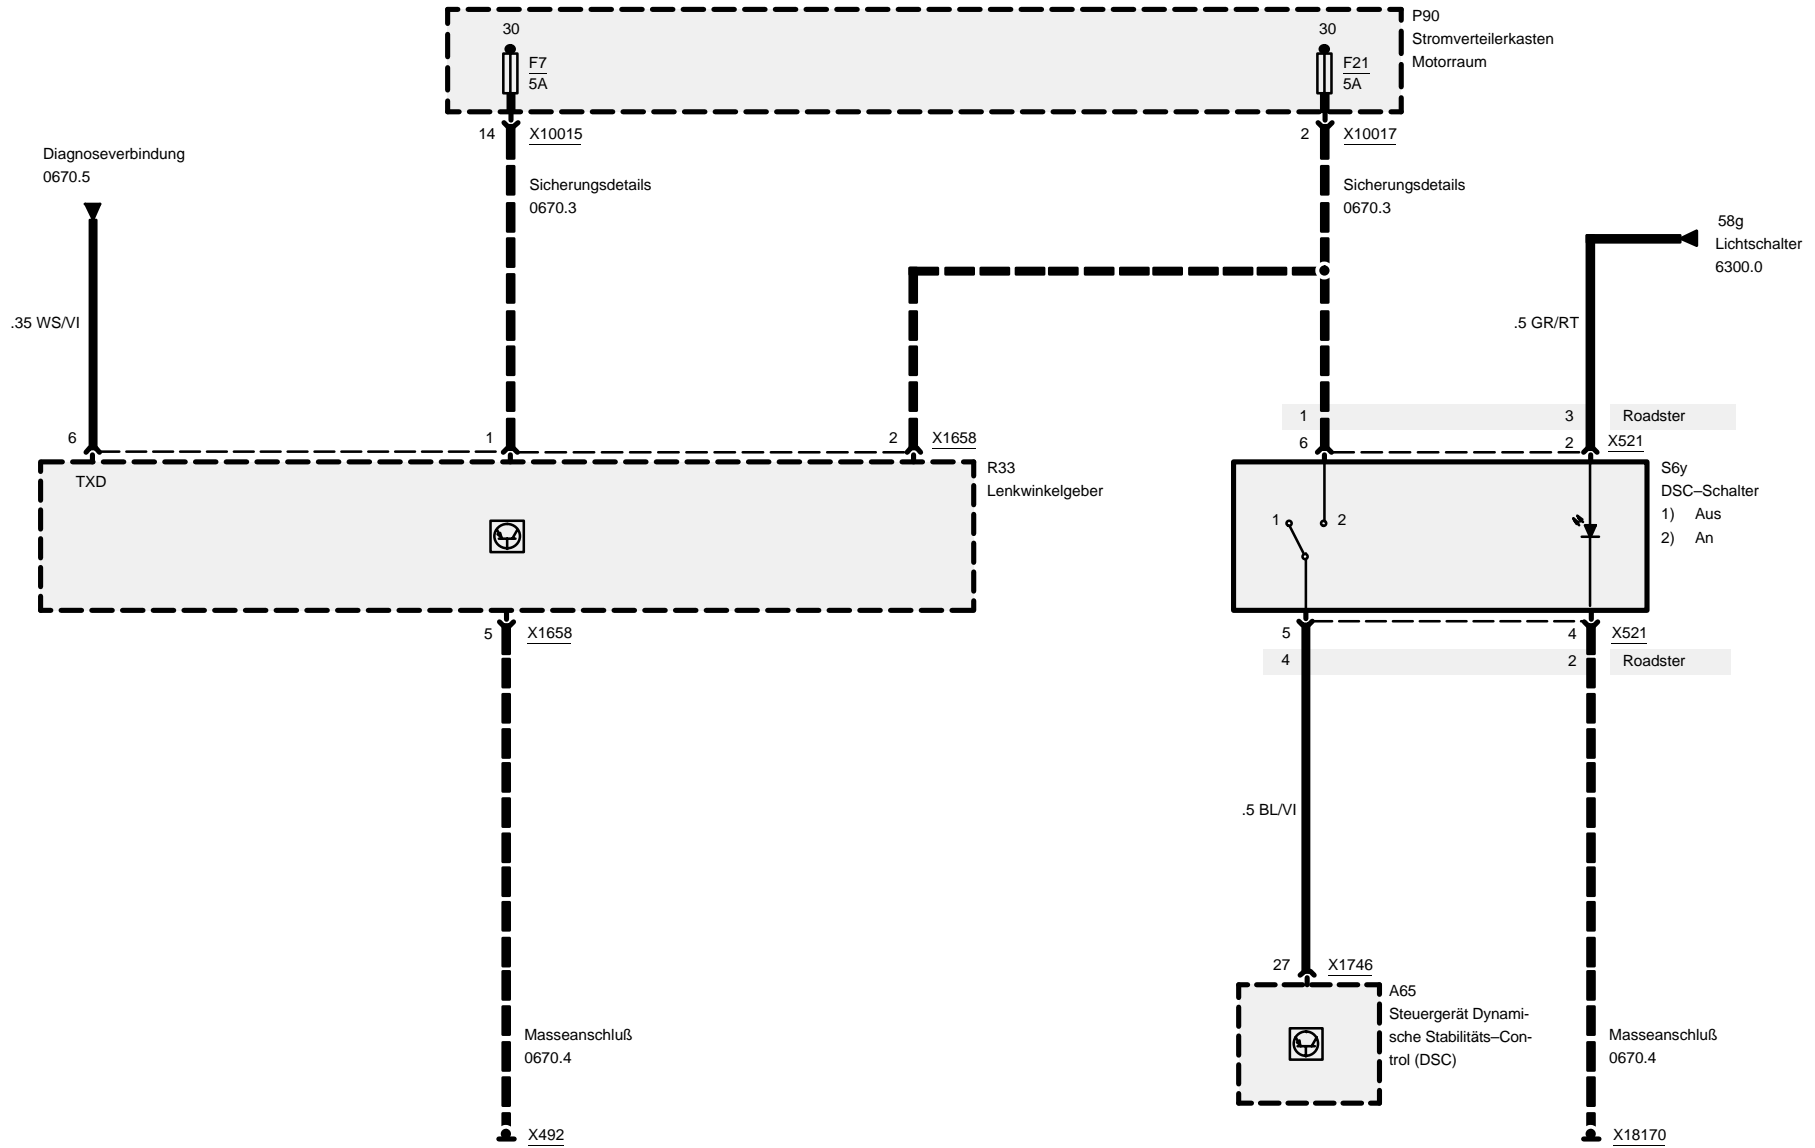 P90
30
30
Stromverteilerkasten
F7
F21
Motorraum
5A
5A
14
X10015
2
X10017
Diagnoseverbindung
0670.5
Sicherungsdetails
0670.3
Sicherungsdetails
0670.3
58g
Lichtschalter
6300.0
.35 WS/VI
.5 GR/RT
1
3
Roadster
6
1
2
X1658
6
2
X521
TXD
R33
Lenkwinkelgeber
S6y
DSC–Schalter
1) Aus
2) An
1
2
5
X1658
5
4
X521
4
2
Roadster
.5 BL/VI
27
X1746
A65
Steuergerät Dynami-
sche Stabilitäts–Con-
trol (DSC)
Masseanschluß
0670.4
Masseanschluß
0670.4
X492
X18170